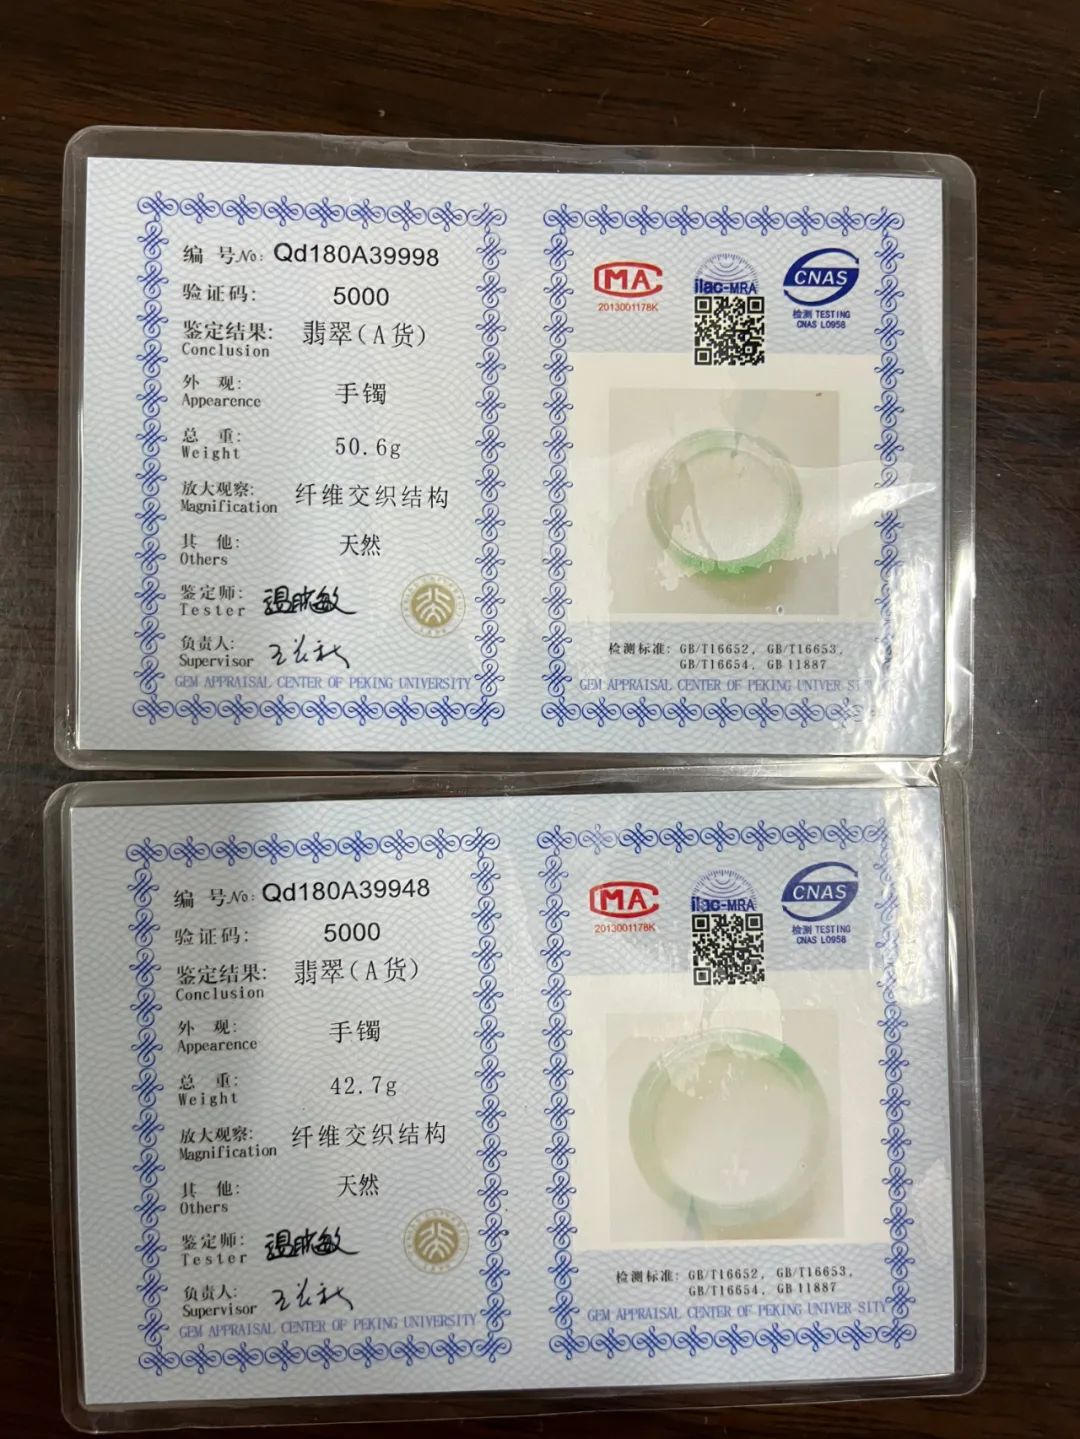 编 号No: Qd180A39998
验证码: 5000
鉴定结果: 翡翠(A货)
Conclusion
外 观: 手镯
Appearence
总 重: 50.6g
Weight
放大观察: 纤维交织结构
Magnification
其 他: 天然
Others
鉴定师:
Tester
负责人:
Supervisor
GEM APPRAISAL CENTER OF PEKING UNIVERSITY
MA
2013001178K
ilac-MRA
CNAS
检测 TESTING
CNAS L0958
检测标准: GB/T16652, GB/T16653,
GB/T16654, GB 11887
GEM APPRAISAL CENTER OF PEKING UNIVER SITY
编 号No: Qd180A39948
验证码: 5000
鉴定结果: 翡翠(A货)
Conclusion
外 观: 手镯
Appearence
总 重: 42.7g
Weight
放大观察: 纤维交织结构
Magnification
其 他: 天然
Others
鉴定师:
Tester
负责人:
Supervisor
GEM APPRAISAL CENTER OF PEKING UNIVERSITY
MA
2013001178K
ilac-MRA
CNAS
检测 TESTING
CNAS L0958
检测标准: GB/T16652, GB/T16653,
GB/T16654, GB 11887
GEM APPRAISAL CENTER OF PEKING UNIVER SITY